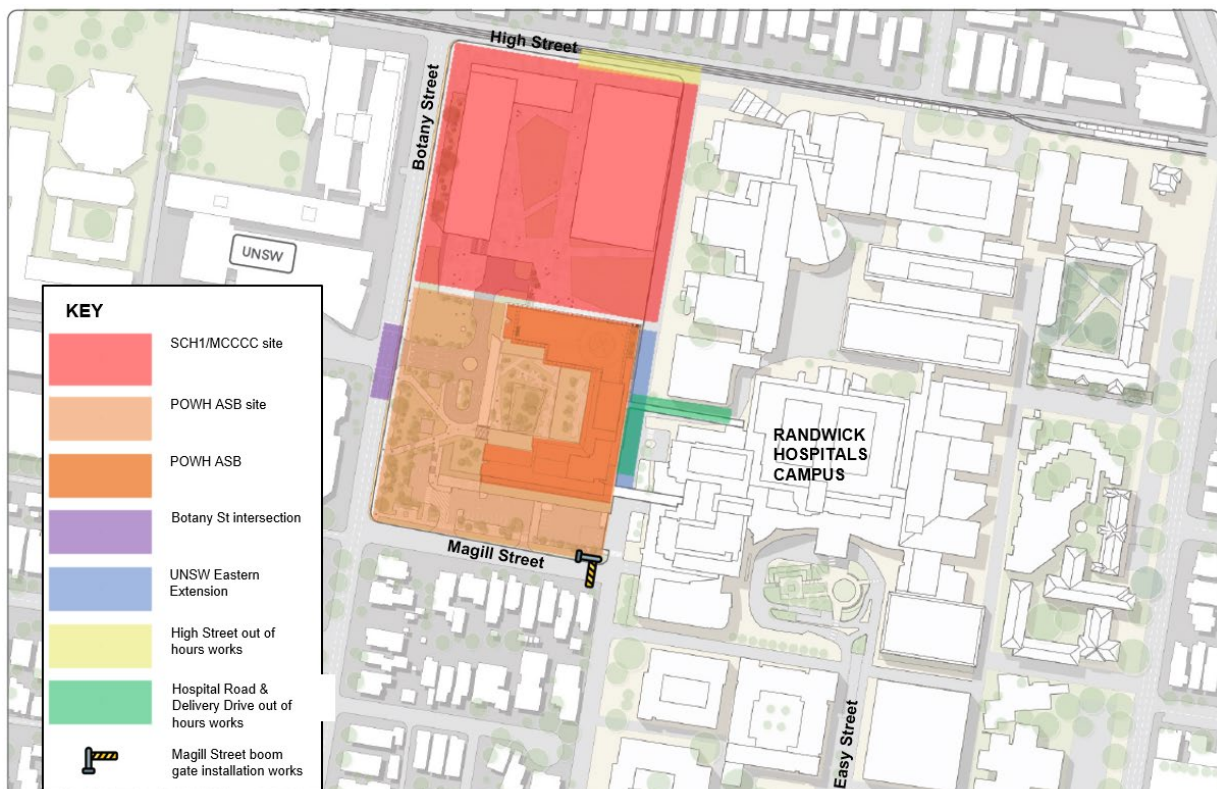 High Street
Botany Street
UNSW
KEY
SCH1/MCCCC site
POWH ASB site
POWH ASB
Botany St intersection
UNSW Eastern
Extension
High Street out of
hours works
Hospital Road &
Delivery Drive out of
hours works
Magill Street boom
gate installation works
RANDWICK
HOSPITALS
CAMPUS
Magill Street
Easy Street